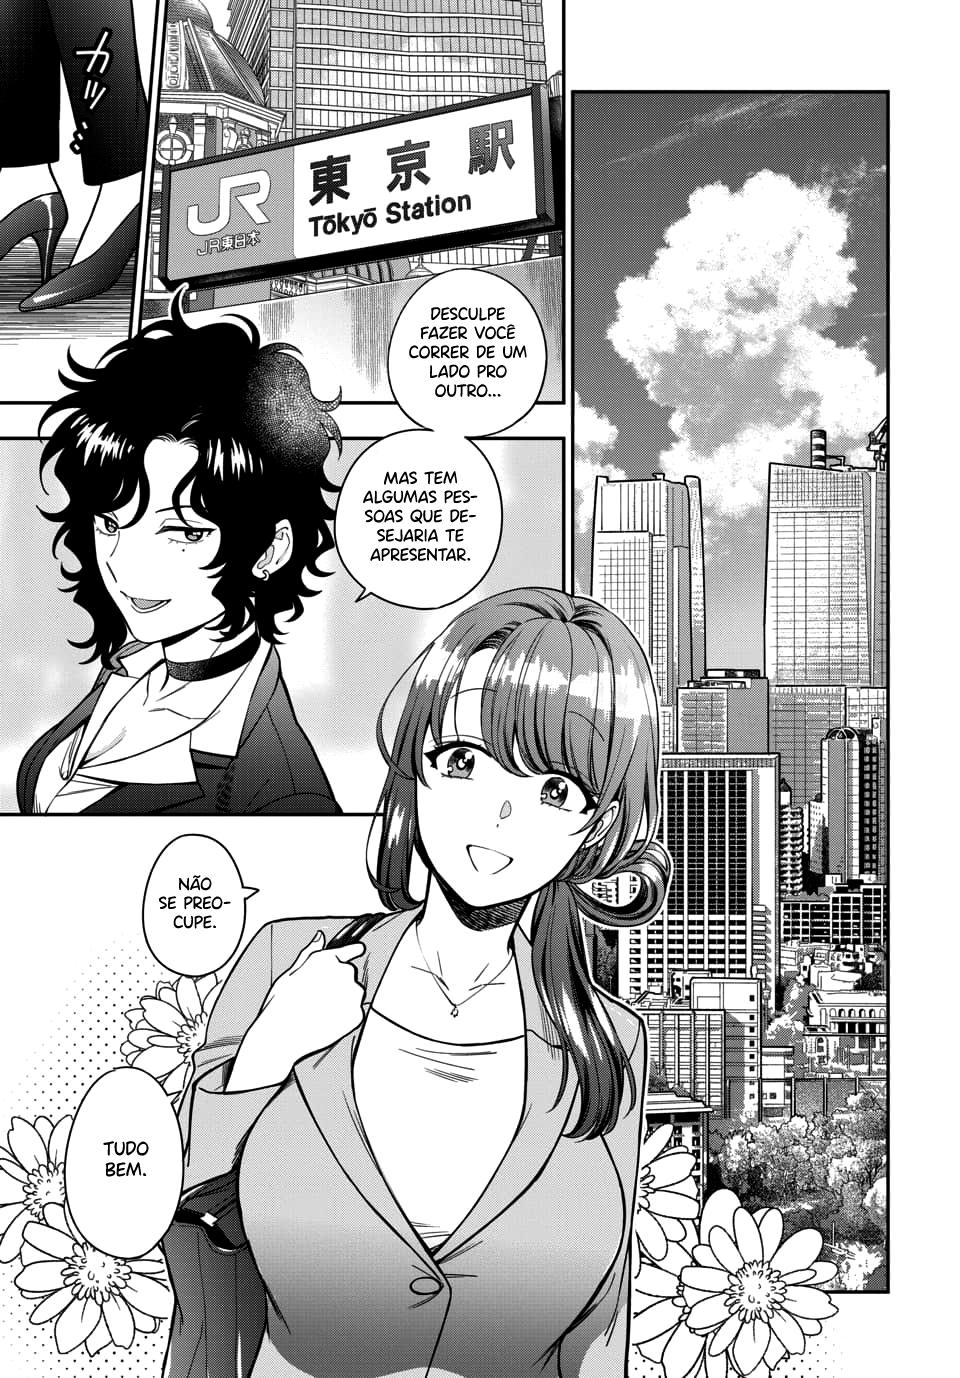 JR
JR東日本
東京駅
Tōkyō Station
カツ…
DESCULPE
FAZER VOCÊ
CORRER DE UM
LADO PRO
OUTRO...
MAS TEM
ALGUMAS PES-
SOAS QUE DE-
SEJARIA TE
APRESENTAR.
NÃO
SE PREO-
CUPE.
TUDO
BEM.